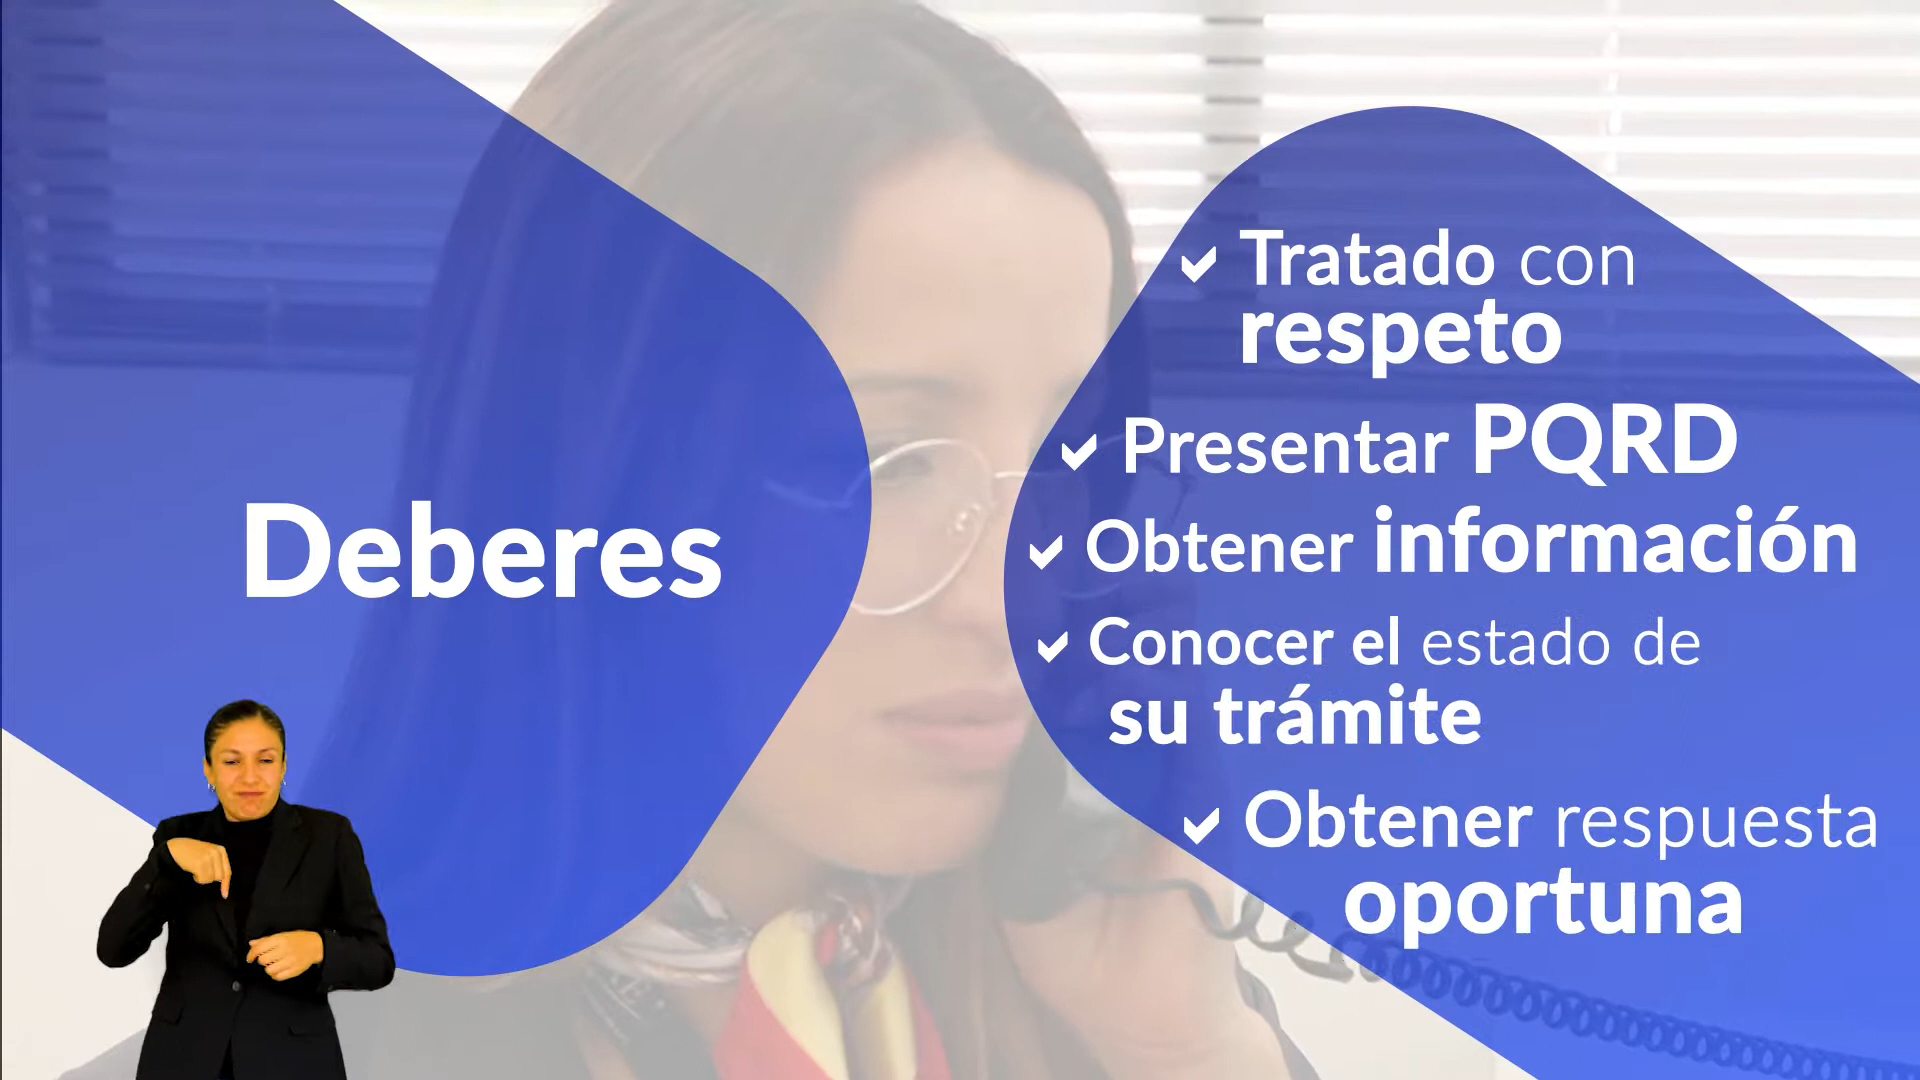 Deberes
Tratado con
respeto
Presentar PQRD
Obtener información
Conocer el estado de
su trámite
Obtener respuesta
oportuna